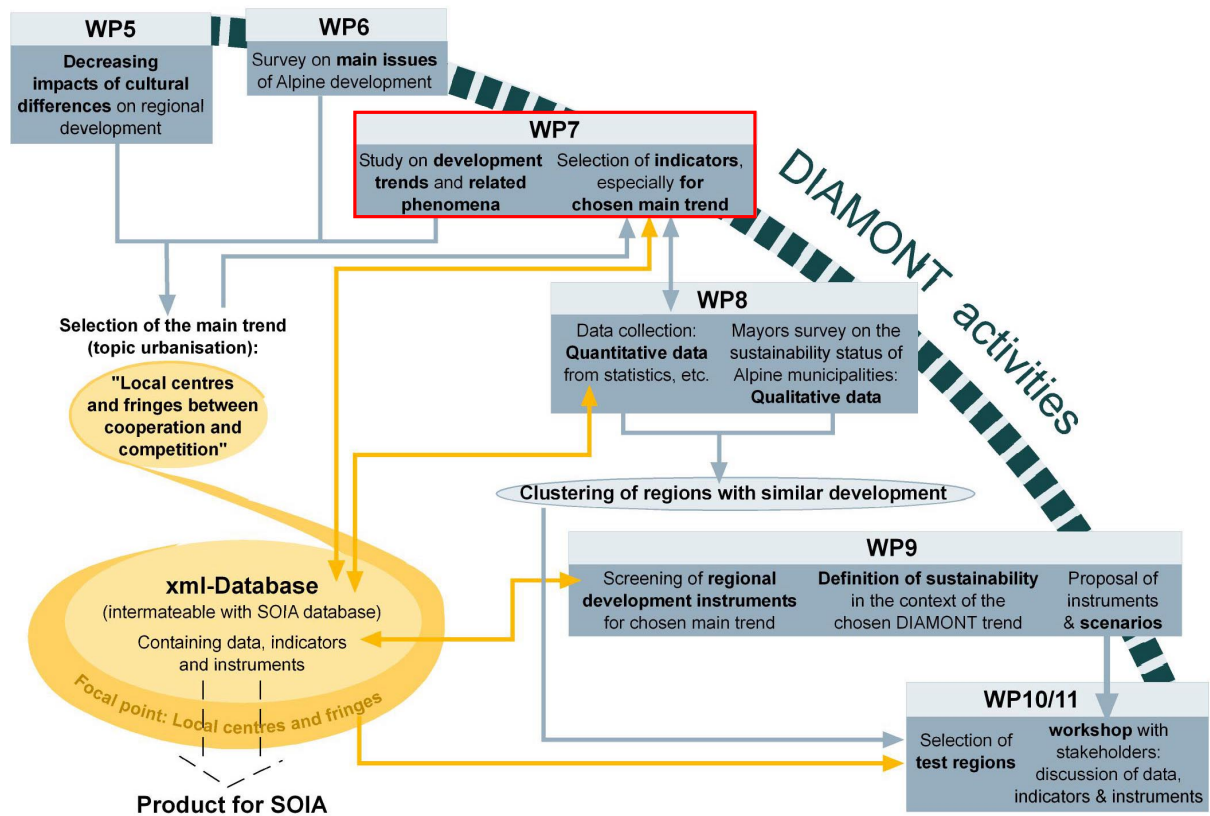 WP5
Decreasing
impacts of cultural
differences on regional
development
WP6
Survey on main issues
of Alpine development
WP7
Study on development
trends and related
phenomena
Selection of indicators,
especially for
chosen main trend
DIAMONT activities
WP8
Data collection:
Quantitative data
from statistics, etc.
Mayors survey on the
sustainability status of
Alpine municipalities:
Qualitative data
Selection of the main trend
(topic urbanisation):
"Local centres
and fringes between
cooperation and
competition"
Clustering of regions with similar development
WP9
Screening of regional
development instruments
for chosen main trend
Definition of sustainability
in the context of the
chosen DIAMONT trend
Proposal of
instruments
& scenarios
xml-Database
(intermateable with SOIA database)
Containing data, indicators
and instruments
Focal point: Local centres and fringes
WP10/11
Selection of
test regions
workshop with
stakeholders:
discussion of data,
indicators & instruments
Product for SOIA